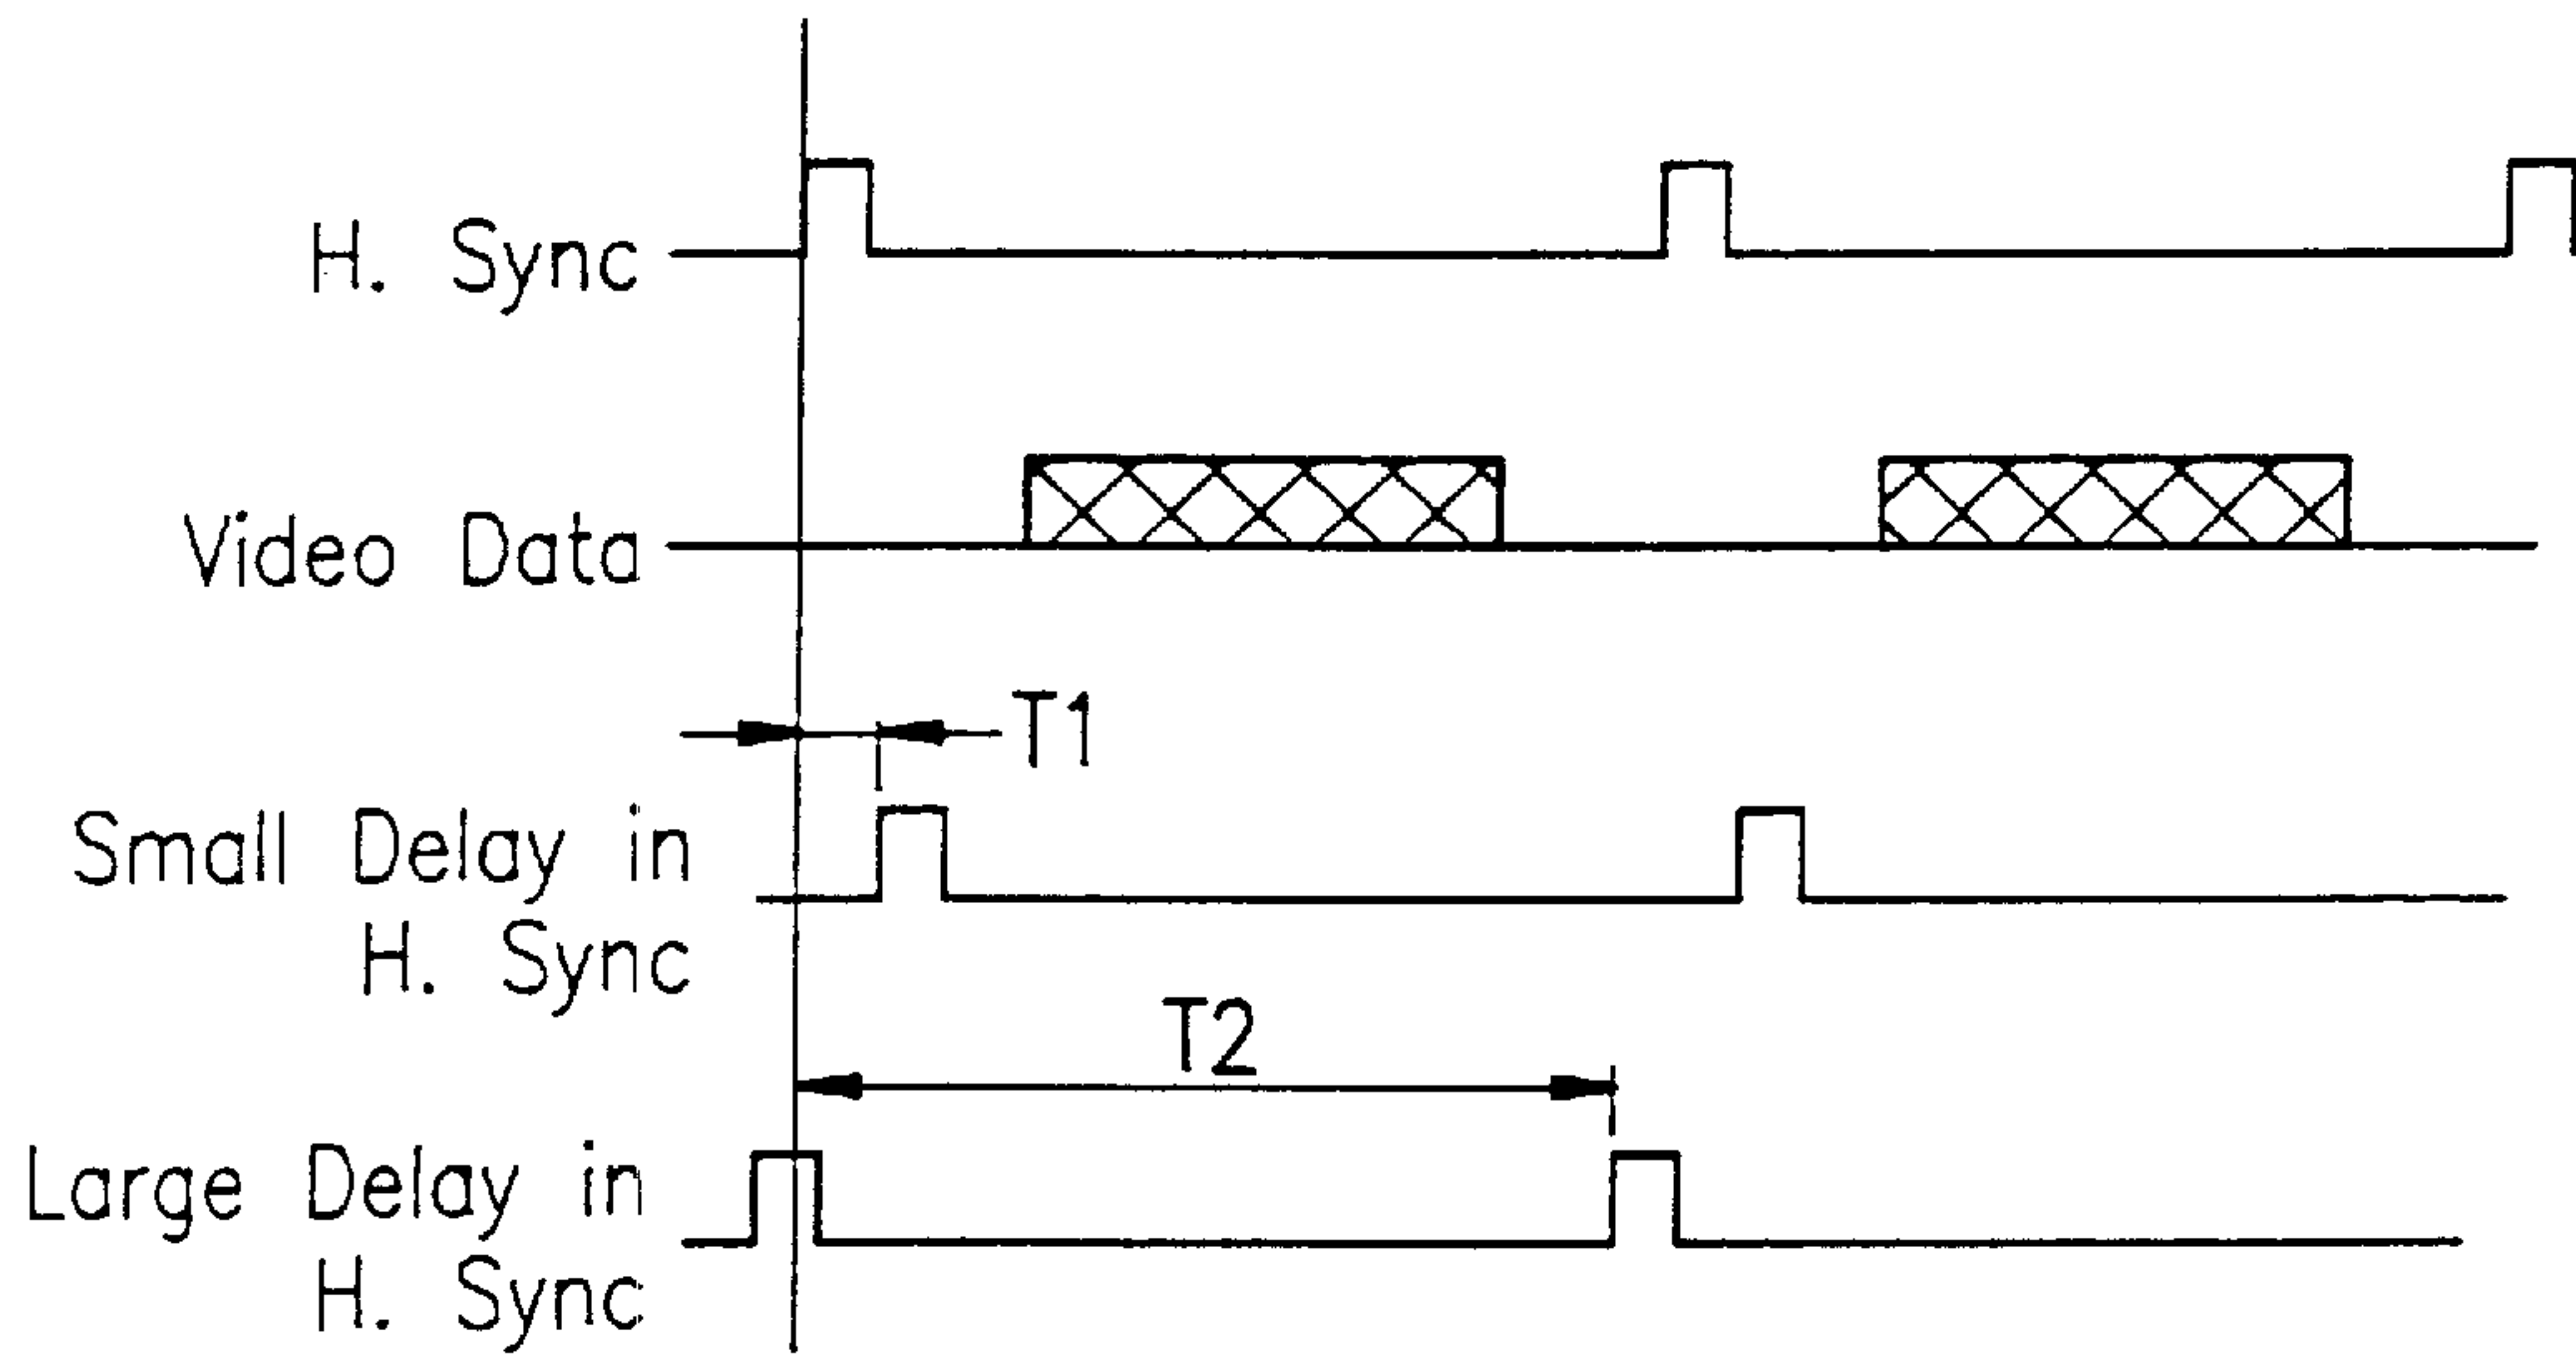 H. Sync
Video Data
T1
Small Delay in
H. Sync
T2
Large Delay in
H. Sync